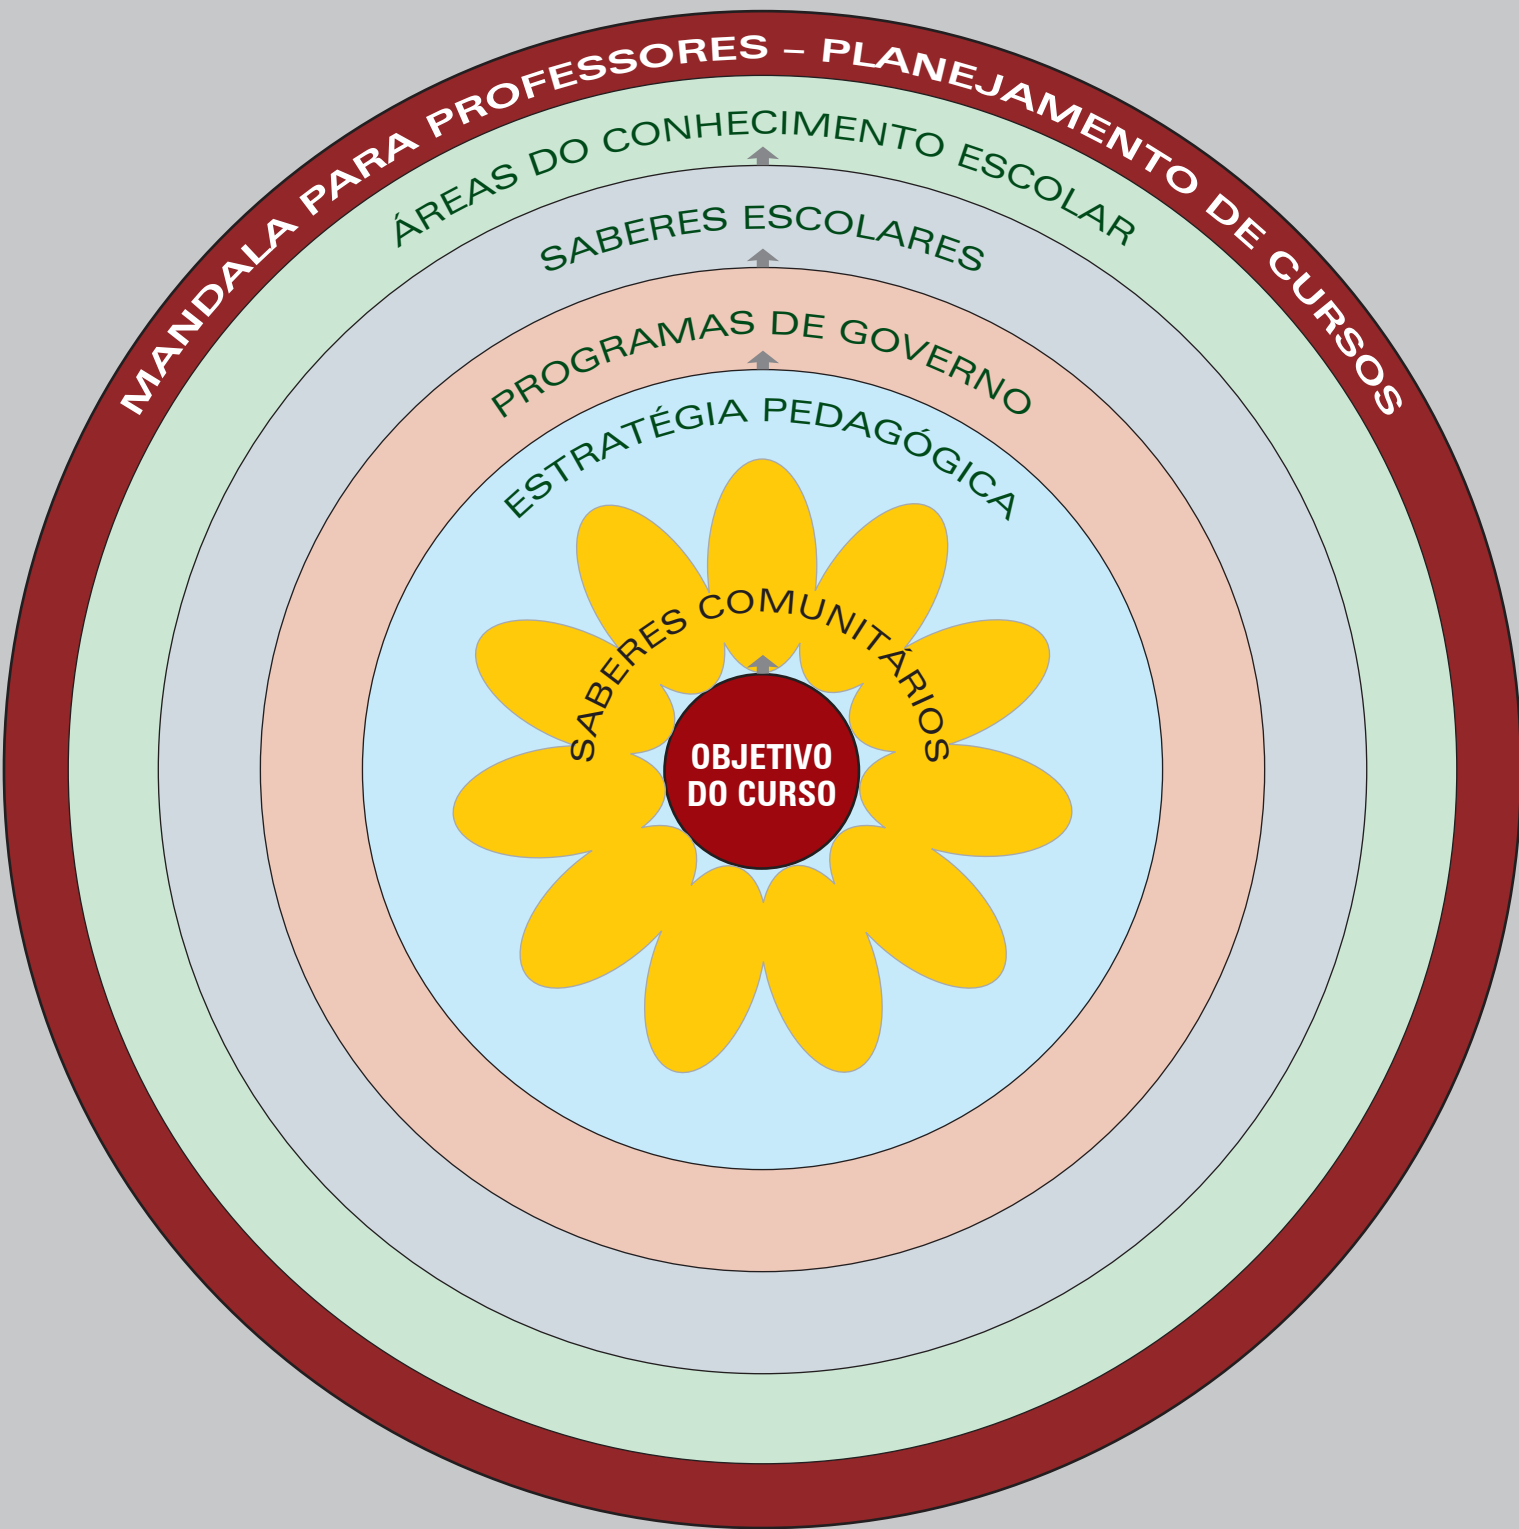 MANDALA PARA PROFESSORES – PLANEJAMENTO DE CURSOS
ÁREAS DO CONHECIMENTO ESCOLAR
SABERES ESCOLARES
PROGRAMAS DE GOVERNO
ESTRATÉGIA PEDAGÓGICA
SABERES COMUNITÁRIOS
OBJETIVO
DO CURSO